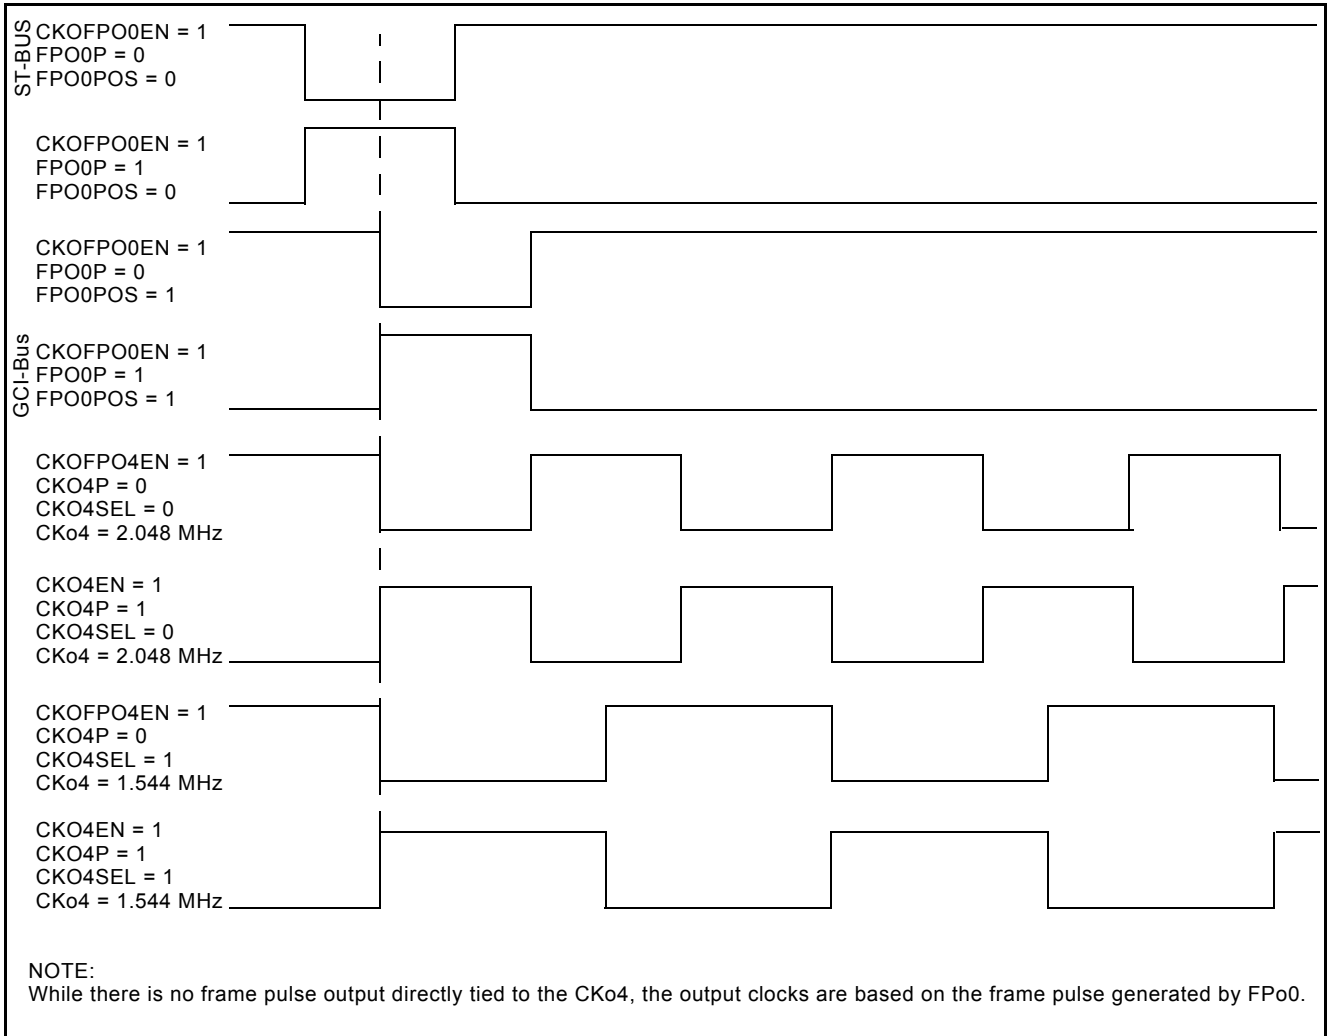 ST-BUS
CKOFPO0EN = 1
FPO0P = 0
FPO0POS = 0
CKOFPO0EN = 1
FPO0P = 1
FPO0POS = 0
CKOFPO0EN = 1
FPO0P = 0
FPO0POS = 1
GCI-Bus
CKOFPO0EN = 1
FPO0P = 1
FPO0POS = 1
CKOFPO4EN = 1
CKO4P = 0
CKO4SEL = 0
CKo4 = 2.048 MHz
CKO4EN = 1
CKO4P = 1
CKO4SEL = 0
CKo4 = 2.048 MHz
CKOFPO4EN = 1
CKO4P = 0
CKO4SEL = 1
CKo4 = 1.544 MHz
CKO4EN = 1
CKO4P = 1
CKO4SEL = 1
CKo4 = 1.544 MHz
NOTE:
While there is no frame pulse output directly tied to the CKo4, the output clocks are based on the frame pulse generated by FPo0.